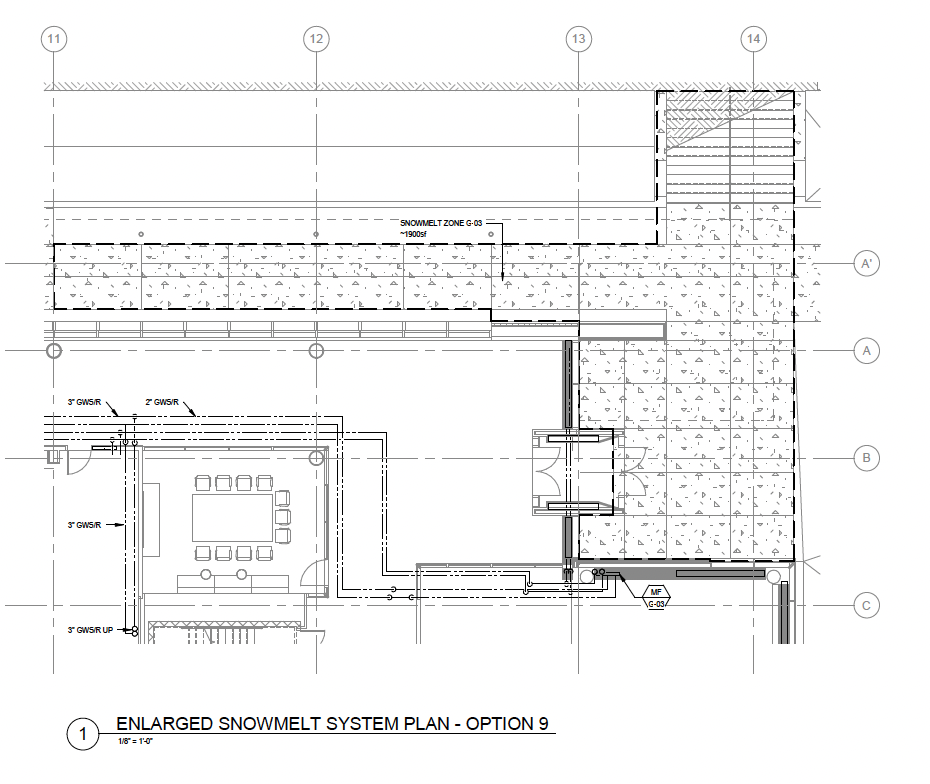 11
12
13
14
SNOWMELT ZONE G-03
~1900sf
A'
A
3" GWS/R
2" GWS/R
B
3" GWS/R
MF
G-03
C
3" GWS/R UP
1
ENLARGED SNOWMELT SYSTEM PLAN - OPTION 9
1/8" = 1'-0"